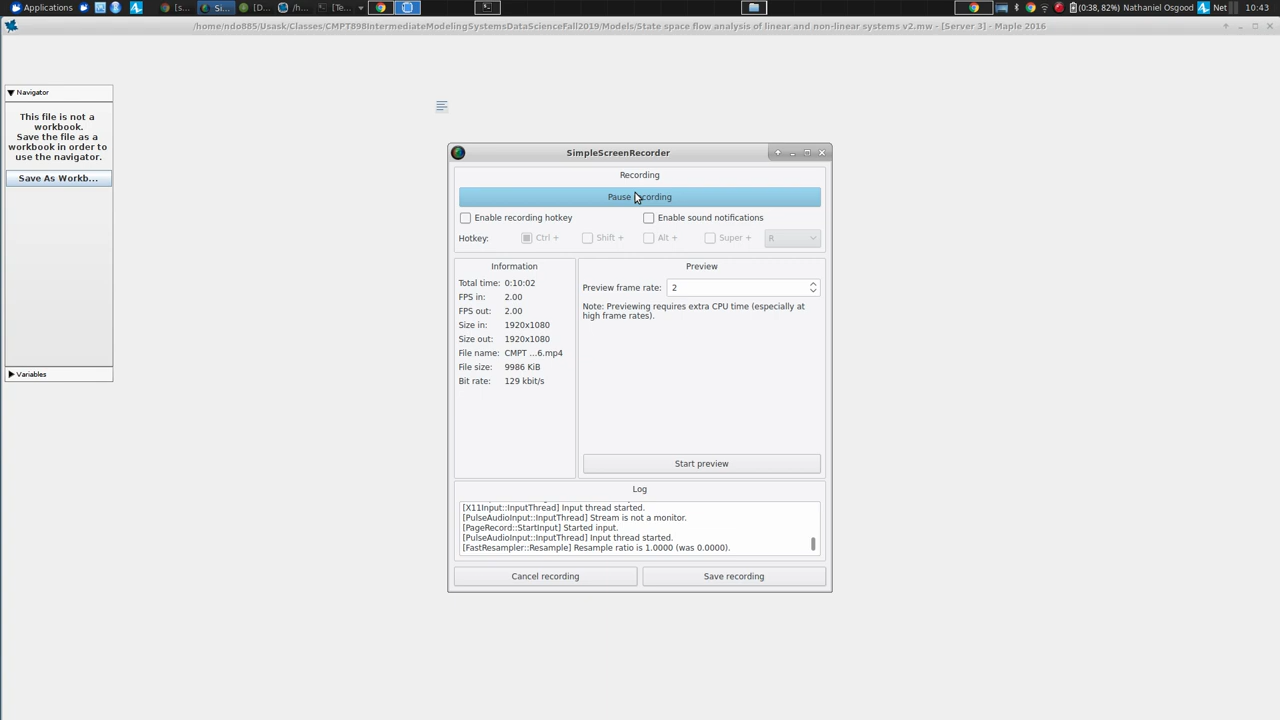 Applications
[s...
Si...
[D...
/h...
[Te...
(0:38, 82%)
Nathaniel Osgood
Net
10:43
/home/ndo885/Usask/Classes/CMPT898IntermediateModelingSystemsDataScienceFall2019/Models/State space flow analysis of linear and non-linear systems v2.mw - [Server 3] - Maple 2016
Navigator
This file is not a
workbook.
Save the file as a
workbook in order to
use the navigator.
Save As Workb...
Variables
SimpleScreenRecorder
Recording
Pause recording
Enable recording hotkey
Enable sound notifications
Hotkey:
Ctrl +
Shift +
Alt +
Super +
R
Information
Total time: 0:10:02
FPS in: 2.00
FPS out: 2.00
Size in: 1920x1080
Size out: 1920x1080
File name: CMPT ...6.mp4
File size: 9986 KiB
Bit rate: 129 kbit/s
Preview
Preview frame rate: 2
Note: Previewing requires extra CPU time (especially at
high frame rates).
Start preview
Log
[X11Input::InputThread] Input thread started.
[PulseAudioInput::InputThread] Stream is not a monitor.
[PageRecord::StartInput] Started input.
[PulseAudioInput::InputThread] Input thread started.
[FastResampler::Resample] Resample ratio is 1.0000 (was 0.0000).
Cancel recording
Save recording